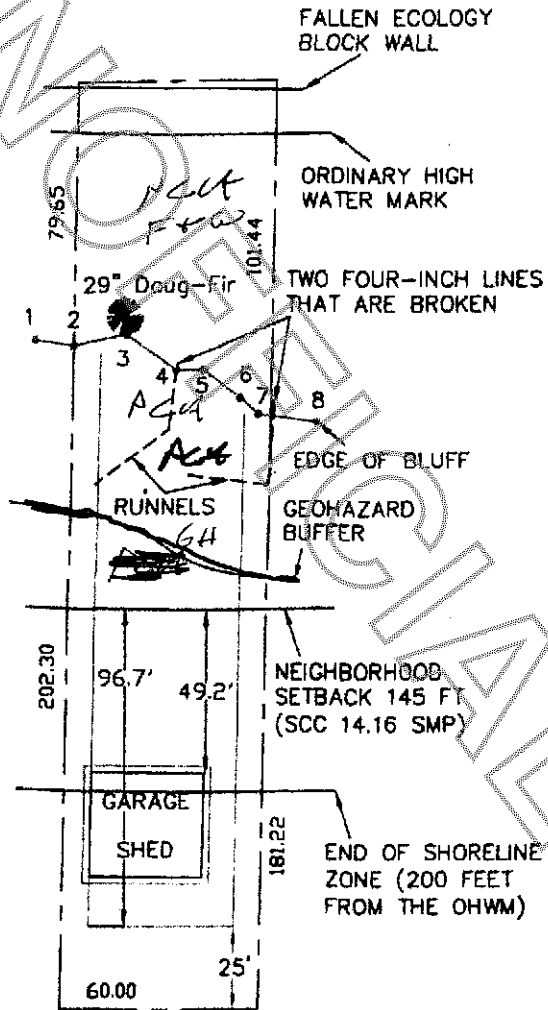 FALLEN ECOLOGY
BLOCK WALL
ORDINARY HIGH
WATER MARK
79.65
101.44
29" Doug-Fir
TWO FOUR-INCH LINES
THAT ARE BROKEN
1
2
3
4
5
6
7
8
EDGE OF BLUFF
RUNNELS
GEOHAZARD
BUFFER
GH
202.30
96.7'
49.2'
NEIGHBORHOOD
SETBACK 145 FT
(SCC 14.16 SMP)
GARAGE
SHED
181.22
END OF SHORELINE
ZONE (200 FEET
FROM THE OHWM)
25'
60.00